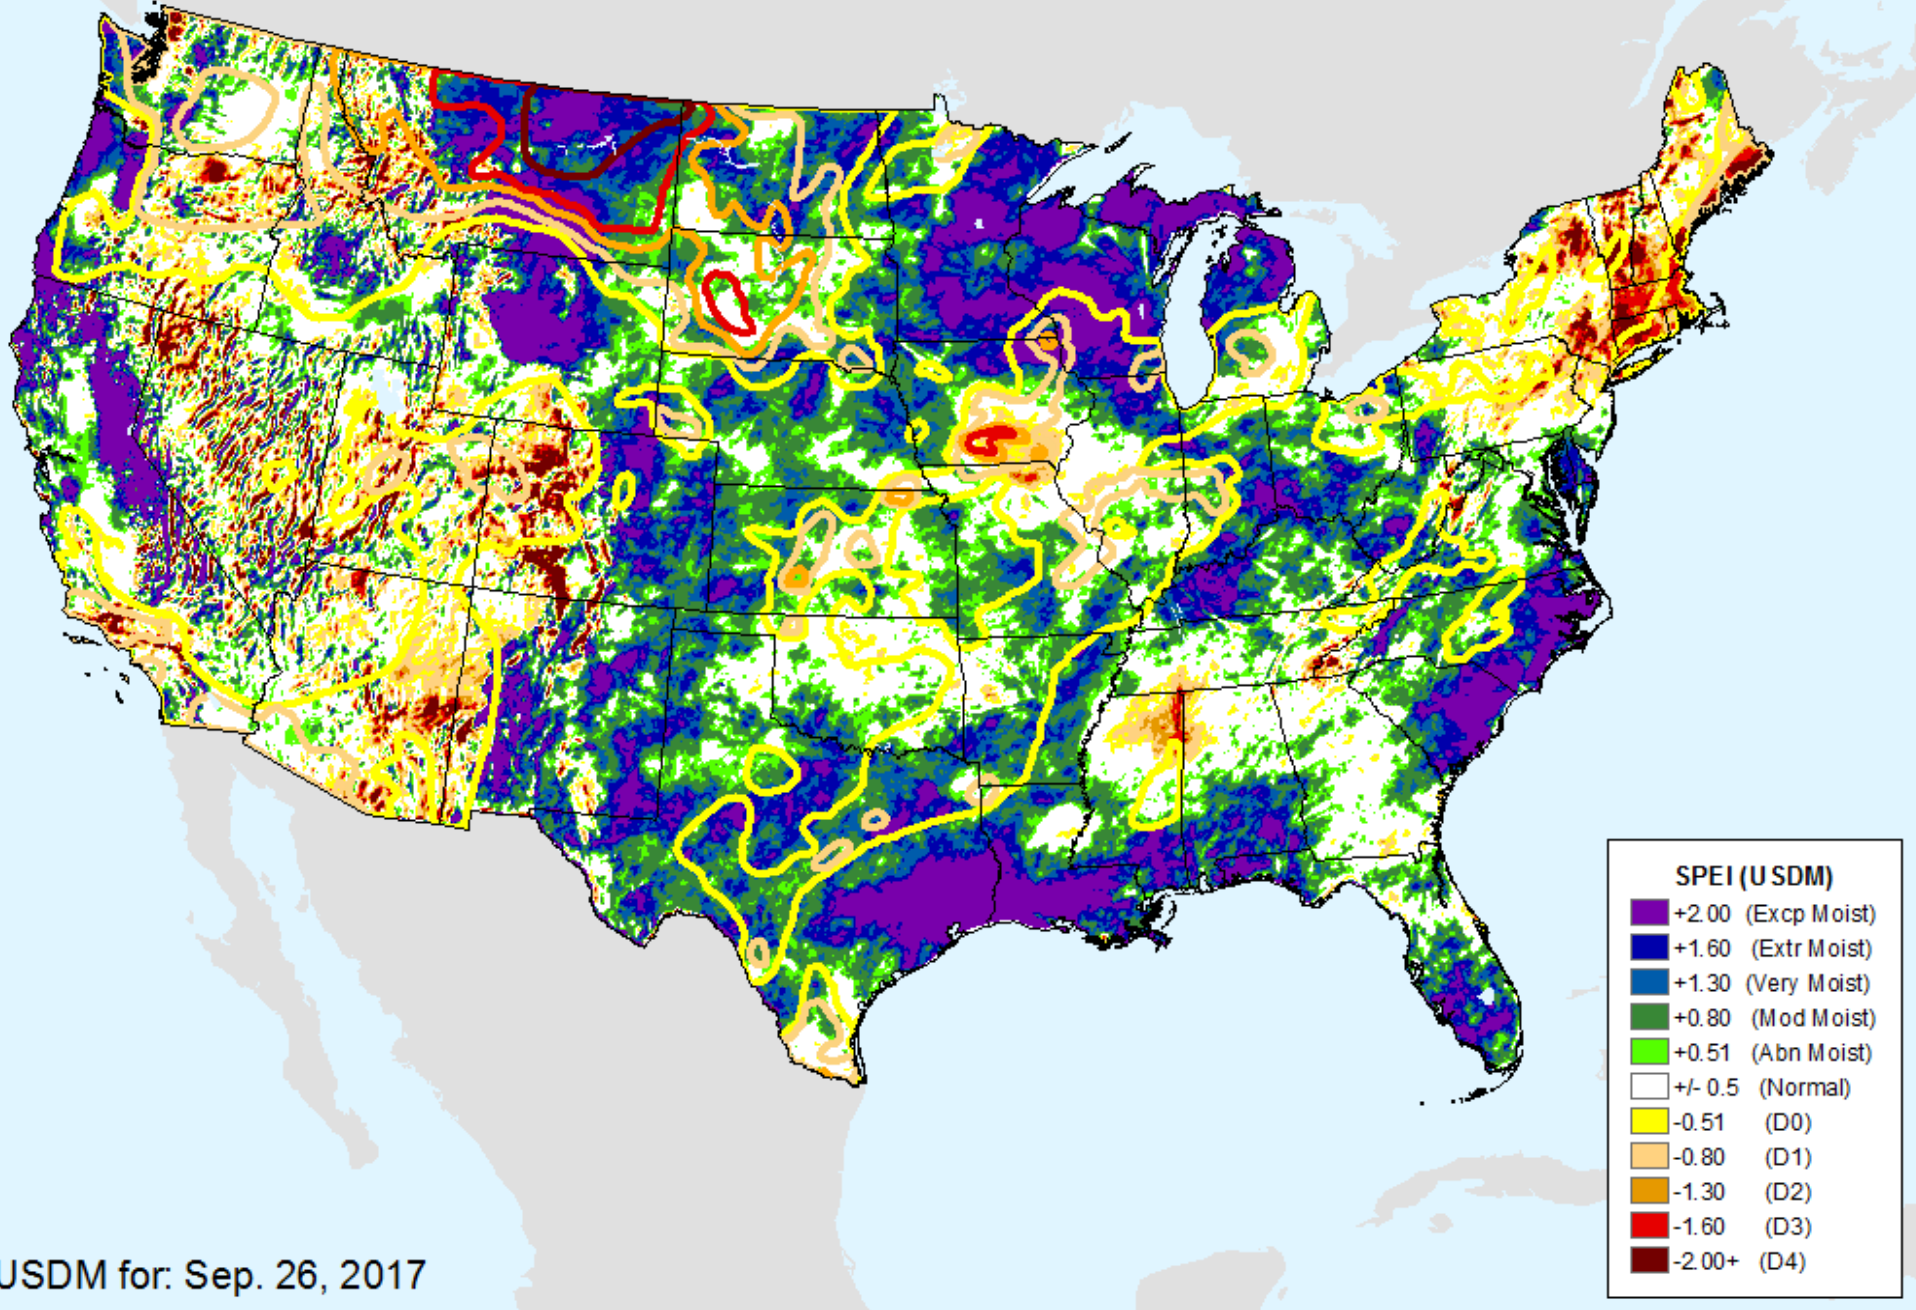 SPEI (USDM)
+2.00 (Excp Moist)
+1.60 (Extr Moist)
+1.30 (Very Moist)
+0.80 (Mod Moist)
+0.51 (Abn Moist)
+/- 0.5 (Normal)
-0.51 (D0)
-0.80 (D1)
-1.30 (D2)
-1.60 (D3)
-2.00+ (D4)
USDM for: Sep. 26, 2017